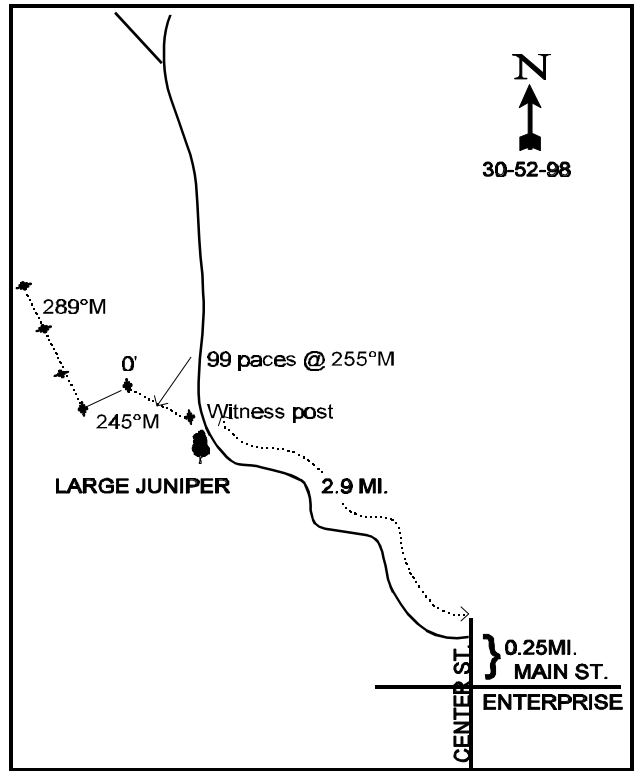 N
30-52-98
289°M
0'
99 paces @ 255°M
245°M
Witness post
LARGE JUNIPER
2.9 MI.
CENTER ST.
0.25MI.
MAIN ST.
ENTERPRISE